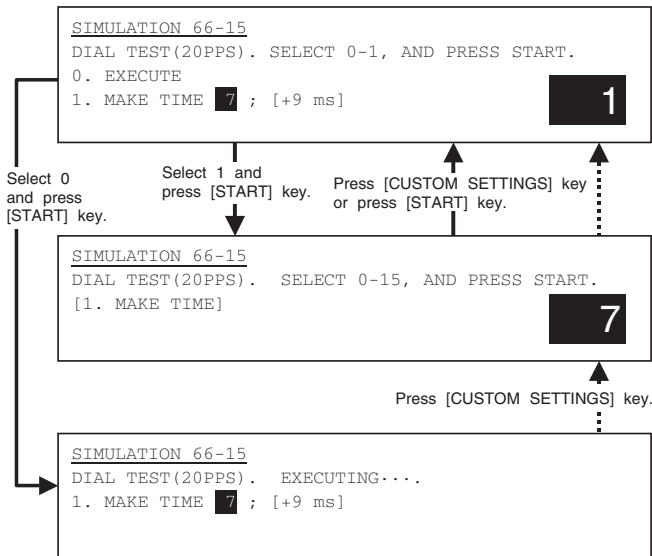 SIMULATION 66-15
DIAL TEST(20PPS). SELECT 0-1, AND PRESS START.
0. EXECUTE
1. MAKE TIME 7 ; [+9 ms]
1
Select 0
and press
[START] key.
Select 1 and
press [START] key.
Press [CUSTOM SETTINGS] key
or press [START] key.
SIMULATION 66-15
DIAL TEST(20PPS). SELECT 0-15, AND PRESS START.
[1. MAKE TIME]
7
Press [CUSTOM SETTINGS] key.
SIMULATION 66-15
DIAL TEST(20PPS). EXECUTING····.
1. MAKE TIME 7 ; [+9 ms]